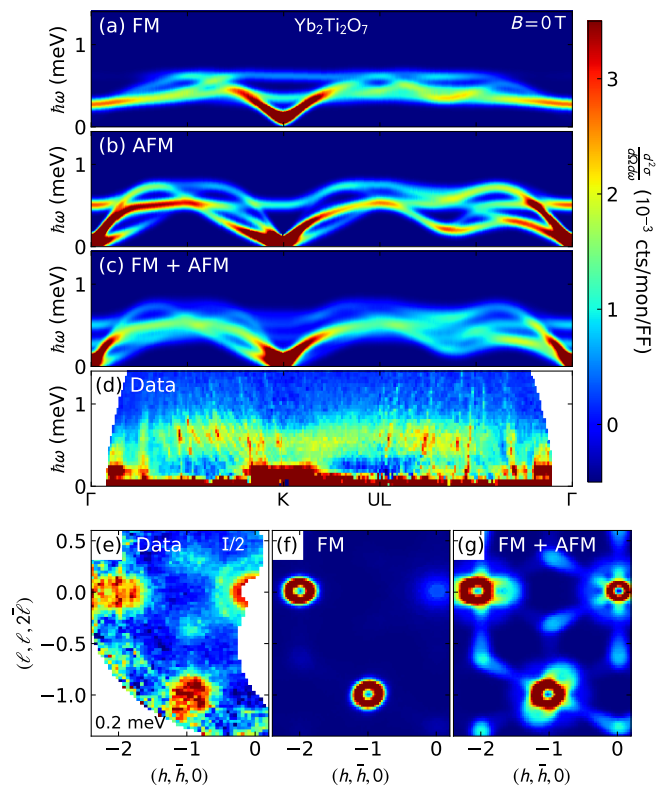 (a) FM Yb₂Ti₂O₇ B = 0 T
ħω (meV)
1
0
(b) AFM
ħω (meV)
1
0
(c) FM + AFM
ħω (meV)
1
0
(d) Data
ħω (meV)
1
0
Γ K UL Γ
3
2
1
0
d²σ/dΩdω (10⁻³ cts/mon/FF)
(e) Data I/2
(f) FM
(g) FM + AFM
(ℓ, ℓ, 2ℓ̄)
0.5
0.0
−0.5
−1.0
0.2 meV
−2 −1 0
−2 −1 0
−2 −1 0
(h, h̄, 0)
(h, h̄, 0)
(h, h̄, 0)